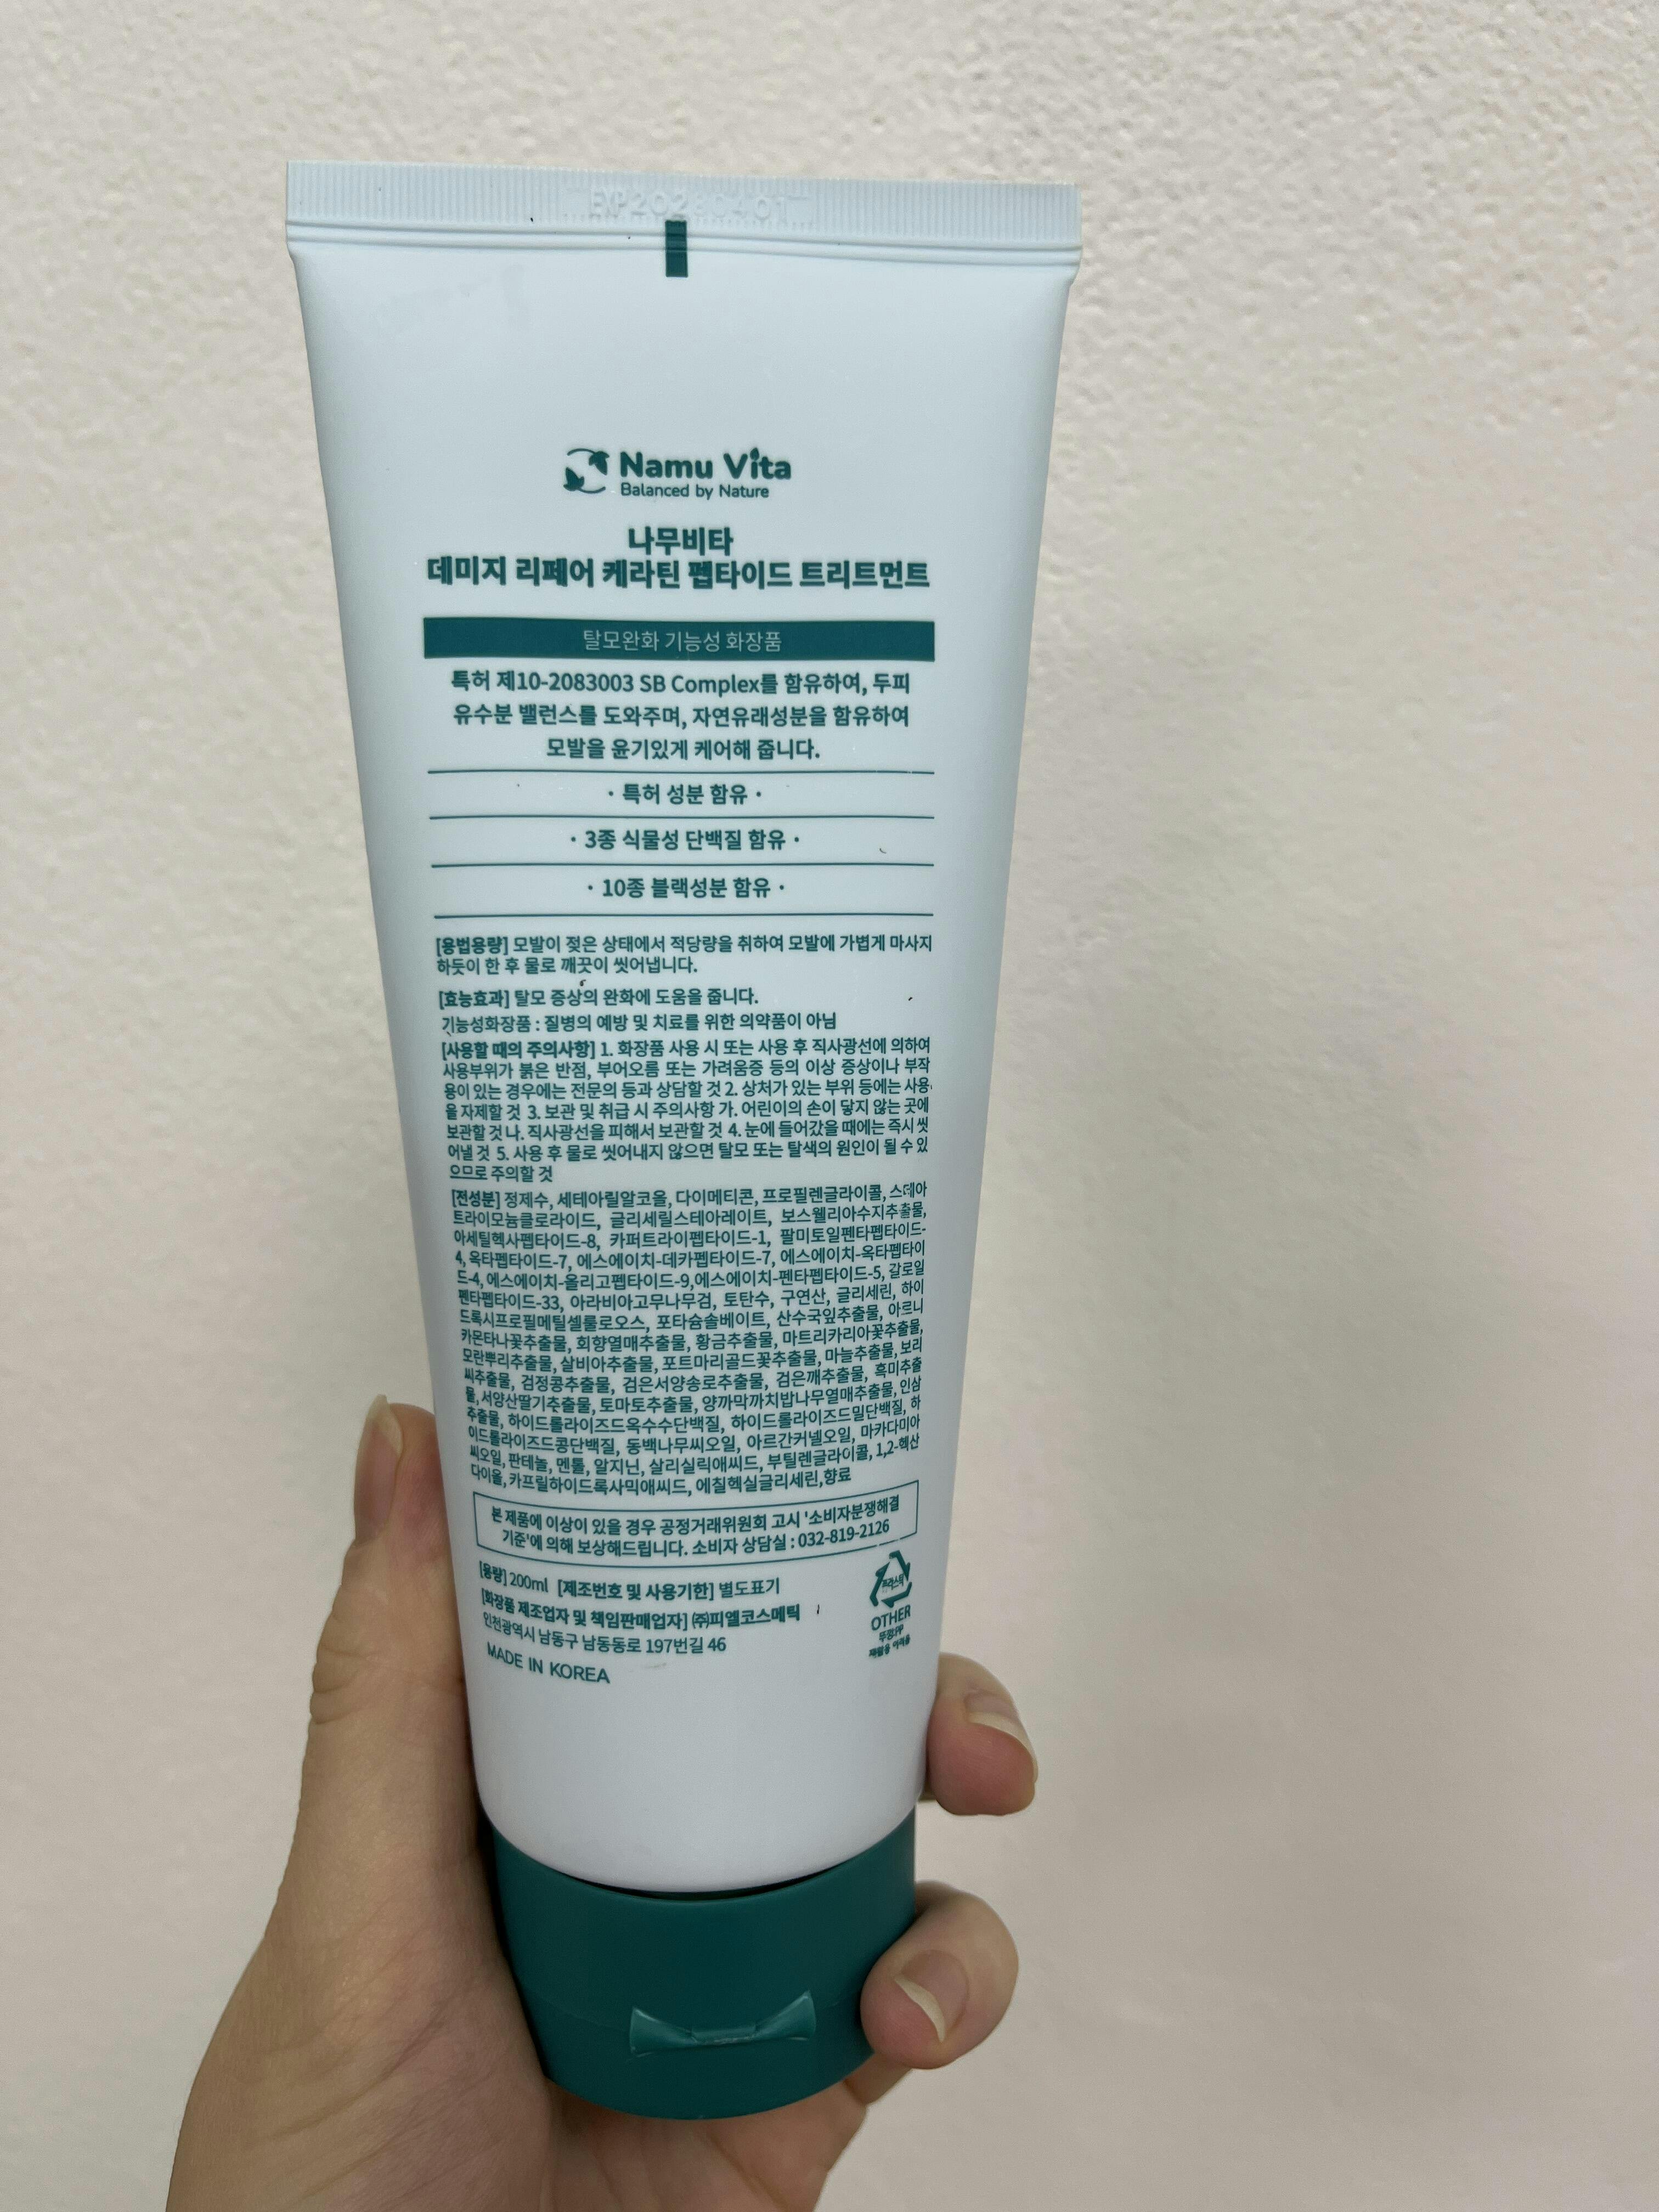 Namu Vita
Balanced by Nature
나무비타
데미지 리페어 케라틴 펩타이드 트리트먼트
탈모완화 기능성 화장품
특허 제10-2083003 SB Complex를 함유하여, 두피
유수분 밸런스를 도와주며, 자연유래성분을 함유하여
모발을 윤기있게 케어해 줍니다.
· 특허 성분 함유 ·
· 3종 식물성 단백질 함유 ·
· 10종 블랙성분 함유 ·
[용법용량] 모발이 젖은 상태에서 적당량을 취하여 모발에 가볍게 마사지
하듯이 한 후 물로 깨끗이 씻어냅니다.
[효능효과] 탈모 증상의 완화에 도움을 줍니다.
기능성화장품 : 질병의 예방 및 치료를 위한 의약품이 아님
[사용할 때의 주의사항] 1. 화장품 사용 시 또는 사용 후 직사광선에 의하여
사용부위가 붉은 반점, 부어오름 또는 가려움증 등의 이상 증상이나 부작
용이 있는 경우에는 전문의 등과 상담할 것 2. 상처가 있는 부위 등에는 사용
을 자제할 것 3. 보관 및 취급 시 주의사항 가. 어린이의 손이 닿지 않는 곳에
보관할 것 나. 직사광선을 피해서 보관할 것 4. 눈에 들어갔을 때에는 즉시 씻
어낼 것 5. 사용 후 물로 씻어내지 않으면 탈모 또는 탈색의 원인이 될 수 있
으므로 주의할 것
[전성분] 정제수, 세테아릴알코올, 다이메티콘, 프로필렌글라이콜, 스테아
트라이모늄클로라이드, 글리세릴스테아레이트, 보스웰리아수지추출물,
아세틸헥사펩타이드-8, 카퍼트라이펩타이드-1, 팔미토일펜타펩타이드-
4, 옥타펩타이드-7, 에스에이치-데카펩타이드-7, 에스에이치-옥타펩타이
드-4, 에스에이치-올리고펩타이드-9,에스에이치-펜타펩타이드-5, 갈로일
펜타펩타이드-33, 아라비아고무나무검, 토탄수, 구연산, 글리세린, 하이
드록시프로필메틸셀룰로오스, 포타슘솔베이트, 산수국잎추출물, 아르니
카몬타나꽃추출물, 회향열매추출물, 황금추출물, 마트리카리아꽃추출물,
모란뿌리추출물, 살비아추출물, 포트마리골드꽃추출물, 마늘추출물, 보리
씨추출물, 검정콩추출물, 검은서양송로추출물, 검은깨추출물, 흑미추출
물, 서양산딸기추출물, 토마토추출물, 양까막까치밥나무열매추출물, 인삼
추출물, 하이드롤라이즈드옥수수단백질, 하이드롤라이즈드밀단백질, 하
이드롤라이즈드콩단백질, 동백나무씨오일, 아르간커넬오일, 마카다미아
씨오일, 판테놀, 멘톨, 알지닌, 살리실릭애씨드, 부틸렌글라이콜, 1,2-헥산
다이올, 카프릴하이드록사믹애씨드, 에칠헥실글리세린,향료
본 제품에 이상이 있을 경우 공정거래위원회 고시 '소비자분쟁해결
기준'에 의해 보상해드립니다. 소비자 상담실 : 032-819-2126
[용량] 200ml [제조번호 및 사용기한] 별도표기
[화장품 제조업자 및 책임판매업자] ㈜피엘코스메틱
인천광역시 남동구 남동동로 197번길 46
MADE IN KOREA
플라스틱
OTHER
뚜껑:PP
재활용 어려움